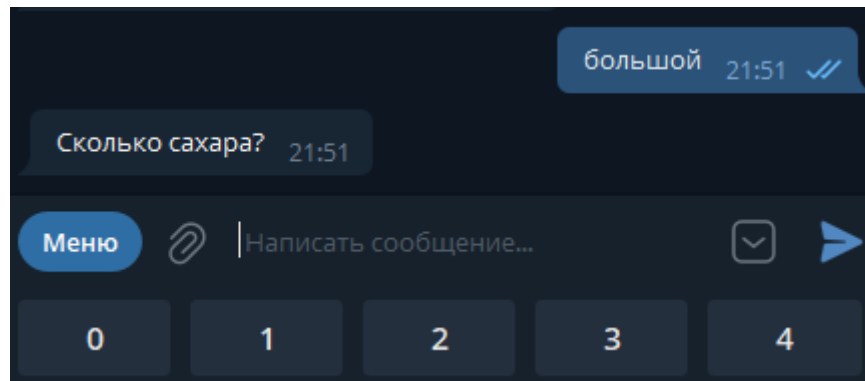 большой 21:51
Сколько сахара? 21:51
Меню Написать сообщение...
0 1 2 3 4